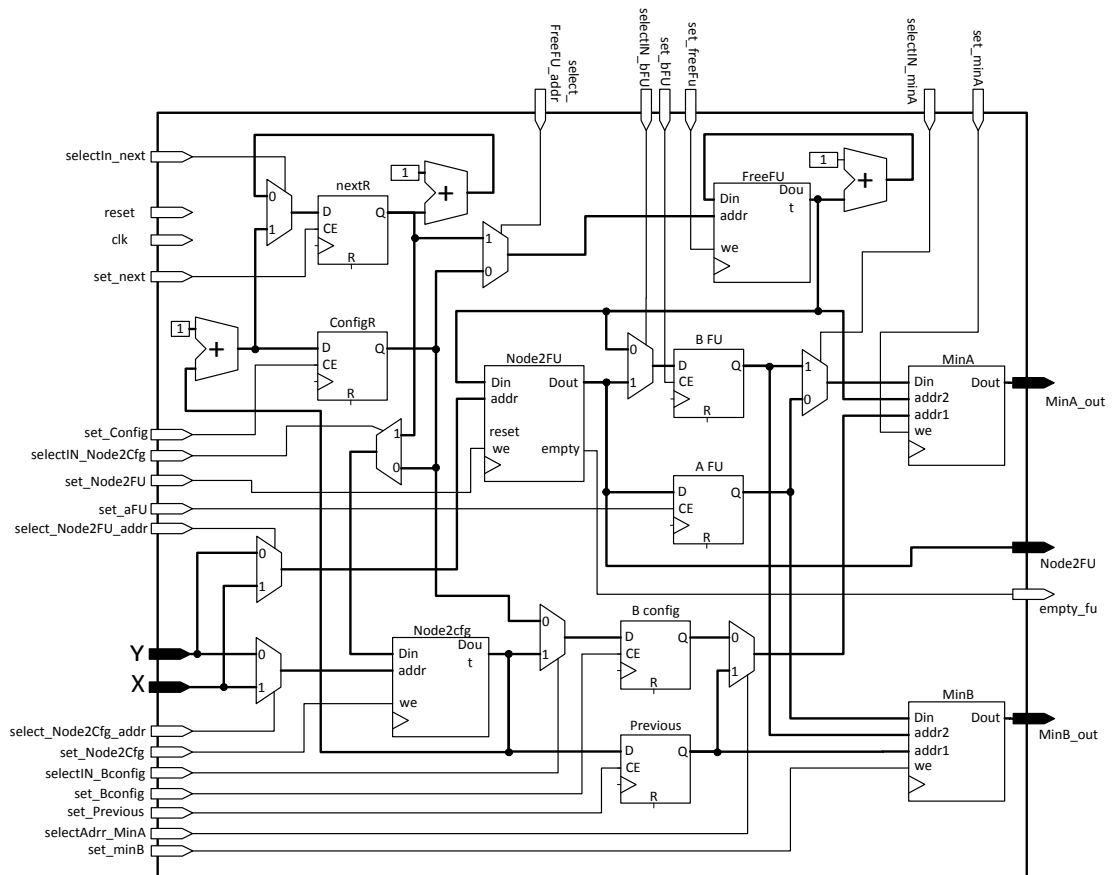 select_
FreeFU_addr
selectIN_bFU
set_bFU
set_freeFu
selectIN_minA
set_minA
selectIn_next
reset
clk
set_next
set_Config
selectIN_Node2Cfg
set_Node2FU
set_aFU
select_Node2FU_addr
Y
X
select_Node2Cfg_addr
set_Node2Cfg
selectIN_Bconfig
set_Bconfig
set_Previous
selectAdrr_MinA
set_minB
0
1
nextR
D
Q
CE
R
1
+
1
0
FreeFU
Din
Dou
t
addr
we
1
+
1
+
ConfigR
D
Q
CE
R
1
0
Node2FU
Din
Dout
addr
reset
we
empty
0
1
B FU
D
Q
CE
R
1
0
MinA
Din
Dout
addr2
addr1
we
MinA_out
A FU
D
Q
CE
R
Node2FU
empty_fu
0
1
0
1
Node2cfg
Din
Dou
t
addr
we
0
1
B config
D
Q
CE
R
0
1
Previous
D
Q
CE
R
MinB
Din
Dout
addr2
addr1
we
MinB_out